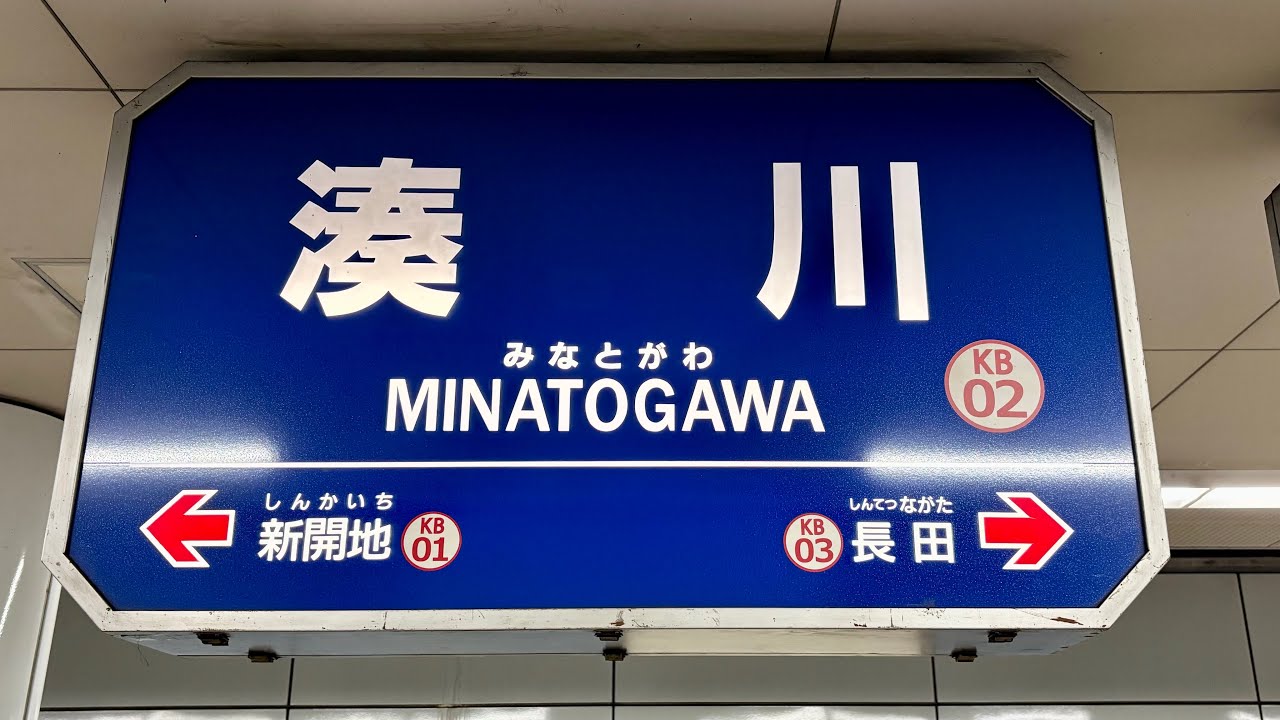 湊川
みなとがわ
MINATOGAWA
KB
02
しんかいち
新開地
KB
01
しんてつながた
KB
03
長田